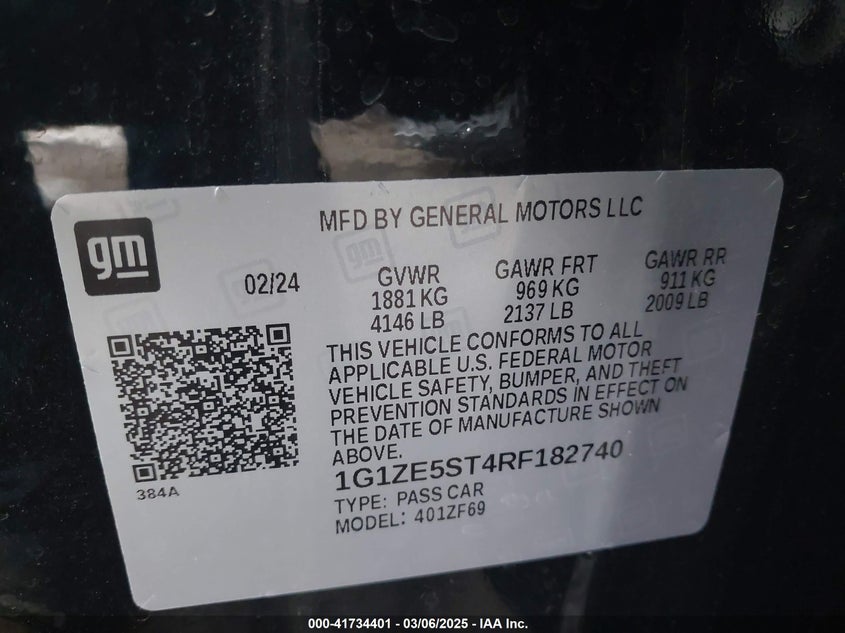 gm
MFD BY GENERAL MOTORS LLC
02/24
GVWR
1881 KG
4146 LB
GAWR FRT
969 KG
2137 LB
GAWR RR
911 KG
2009 LB
THIS VEHICLE CONFORMS TO ALL
APPLICABLE U.S. FEDERAL MOTOR
VEHICLE SAFETY, BUMPER, AND THEFT
PREVENTION STANDARDS IN EFFECT ON
THE DATE OF MANUFACTURE SHOWN
ABOVE.
384A
1G1ZE5ST4RF182740
TYPE: PASS CAR
MODEL: 401ZF69
000-41734401 - 03/06/2025 - IAA Inc.